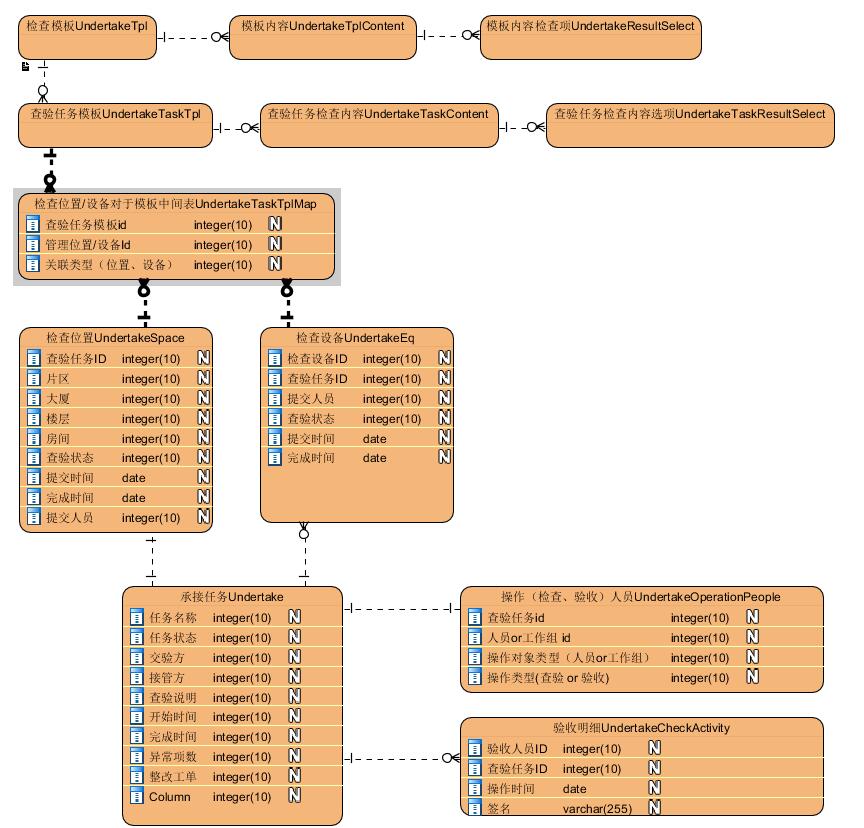 检查模板UndertakeTpl
模板内容UndertakeTplContent
模板内容检查项UndertakeResultSelect
查验任务模板UndertakeTaskTpl
查验任务检查内容UndertakeTaskContent
查验任务检查内容选项UndertakeTaskResultSelect
检查位置/设备对于模板中间表UndertakeTaskTplMap
查验任务模板id integer(10) N
管理位置/设备Id integer(10) N
关联类型（位置、设备） integer(10) N
检查位置UndertakeSpace
查验任务ID integer(10) N
片区 integer(10) N
大厦 integer(10) N
楼层 integer(10) N
房间 integer(10) N
查验状态 integer(10) N
提交时间 date N
完成时间 date N
提交人员 integer(10) N
检查设备UndertakeEq
检查设备ID integer(10) N
查验任务ID integer(10) N
提交人员 integer(10) N
查验状态 integer(10) N
提交时间 date N
完成时间 date N
承接任务Undertake
任务名称 integer(10) N
任务状态 integer(10) N
交验方 integer(10) N
接管方 integer(10) N
查验说明 integer(10) N
开始时间 integer(10) N
完成时间 integer(10) N
异常项数 integer(10) N
整改工单 integer(10) N
Column integer(10) N
操作（检查、验收）人员UndertakeOperationPeople
查验任务id integer(10) N
人员or工作组 id integer(10) N
操作对象类型（人员or工作组） integer(10) N
操作类型(查验 or 验收) integer(10) N
验收明细UndertakeCheckActivity
验收人员ID integer(10) N
查验任务ID integer(10) N
操作时间 date N
签名 varchar(255) N